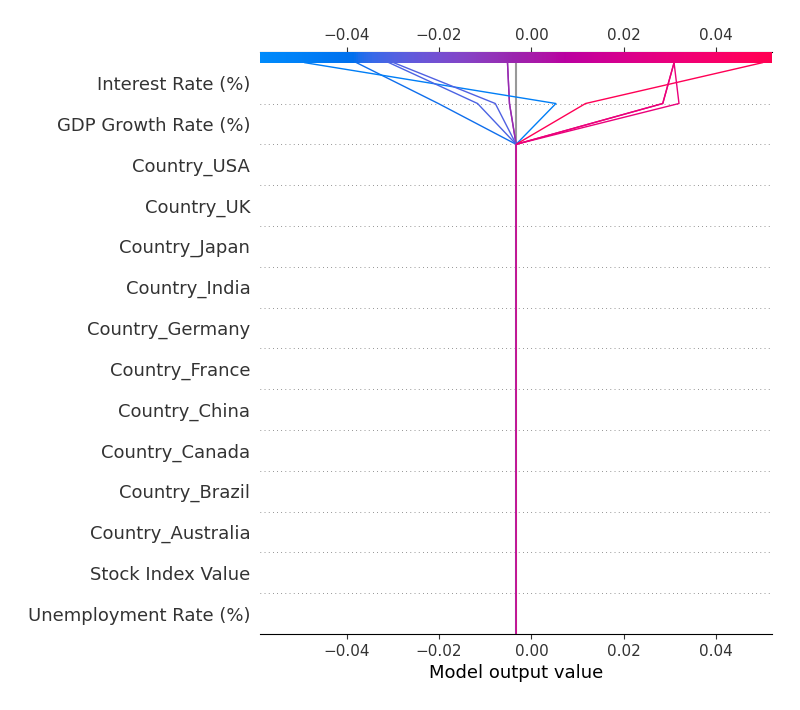 −0.04 −0.02 0.00 0.02 0.04
Interest Rate (%)
GDP Growth Rate (%)
Country_USA
Country_UK
Country_Japan
Country_India
Country_Germany
Country_France
Country_China
Country_Canada
Country_Brazil
Country_Australia
Stock Index Value
Unemployment Rate (%)
−0.04 −0.02 0.00 0.02 0.04
Model output value